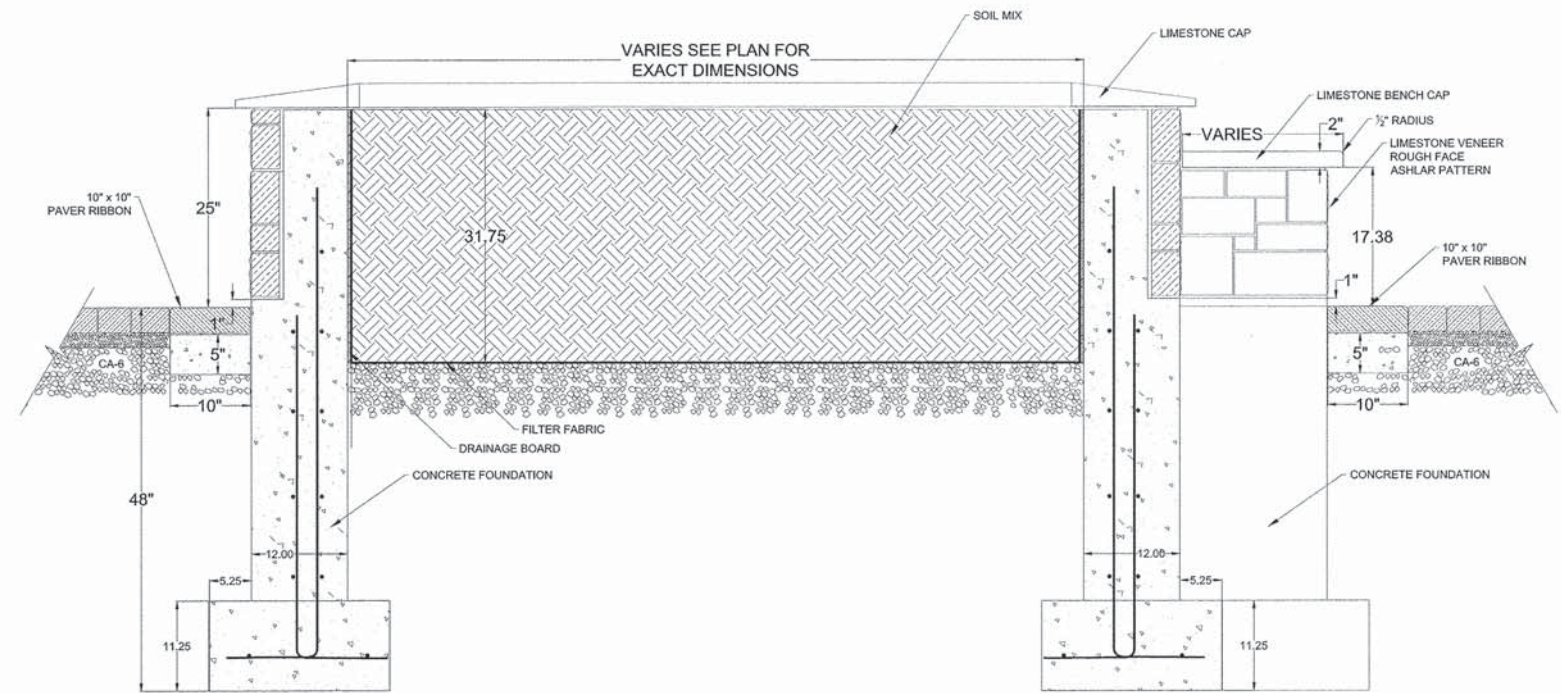 SOIL MIX
LIMESTONE CAP
VARIES SEE PLAN FOR
EXACT DIMENSIONS
LIMESTONE BENCH CAP
½" RADIUS
2"
VARIES
LIMESTONE VENEER
ROUGH FACE
ASHLAR PATTERN
10" x 10"
PAVER RIBBON
25"
31.75
17.38
10" x 10"
PAVER RIBBON
1"
1"
5"
CA-6
10"
5"
CA-6
10"
FILTER FABRIC
DRAINAGE BOARD
CONCRETE FOUNDATION
CONCRETE FOUNDATION
48"
12.00
12.00
5.25
5.25
11.25
11.25